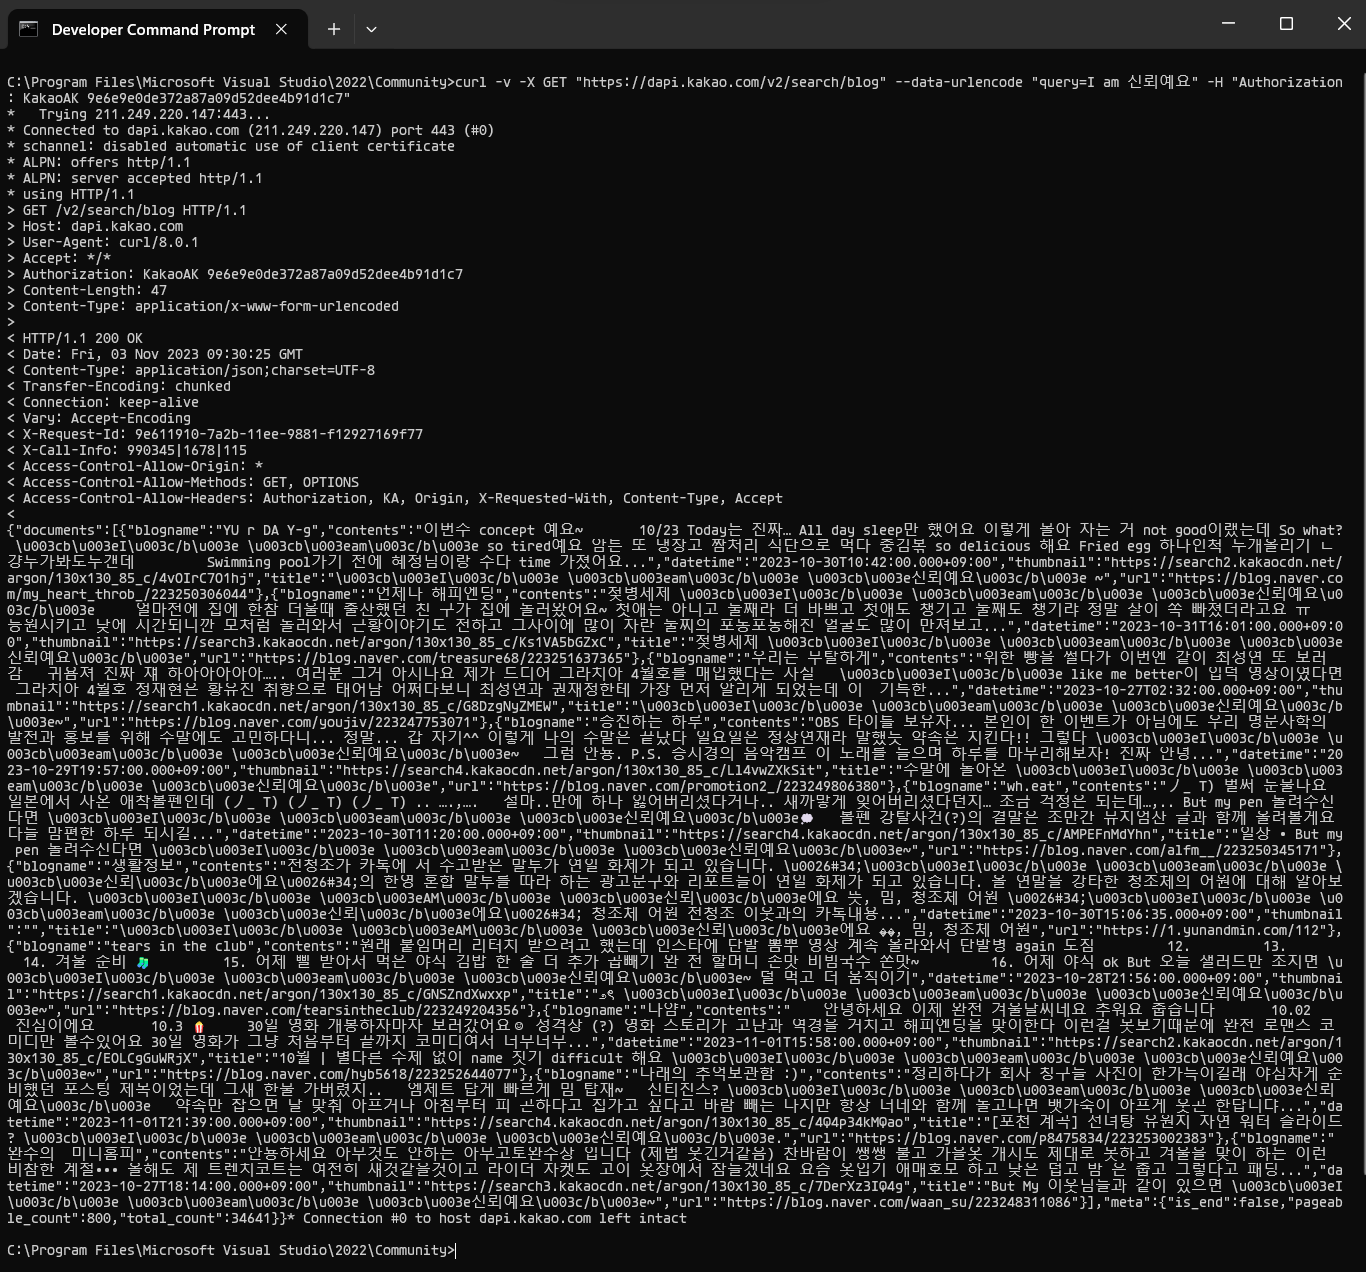 Developer Command Prompt
C:\Program Files\Microsoft Visual Studio\2022\Community>curl -v -X GET "https://dapi.kakao.com/v2/search/blog" --data-urlencode "query=I am 신뢰예요" -H "Authorization
: KakaoAK 9e6e9e0de372a87a09d52dee4b91d1c7"
*   Trying 211.249.220.147:443...
* Connected to dapi.kakao.com (211.249.220.147) port 443 (#0)
* schannel: disabled automatic use of client certificate
* ALPN: offers http/1.1
* ALPN: server accepted http/1.1
* using HTTP/1.1
> GET /v2/search/blog HTTP/1.1
> Host: dapi.kakao.com
> User-Agent: curl/8.0.1
> Accept: */*
> Authorization: KakaoAK 9e6e9e0de372a87a09d52dee4b91d1c7
> Content-Length: 47
> Content-Type: application/x-www-form-urlencoded
>
< HTTP/1.1 200 OK
< Date: Fri, 03 Nov 2023 09:30:25 GMT
< Content-Type: application/json;charset=UTF-8
< Transfer-Encoding: chunked
< Connection: keep-alive
< Vary: Accept-Encoding
< X-Request-Id: 9e611910-7a2b-11ee-9881-f12927169f77
< X-Call-Info: 990345|1678|115
< Access-Control-Allow-Origin: *
< Access-Control-Allow-Methods: GET, OPTIONS
< Access-Control-Allow-Headers: Authorization, KA, Origin, X-Requested-With, Content-Type, Accept
<
{"documents":[{"blogname":"YU r DA Y-g","contents":"이번주 concept 예요~       10/23 Today는 진짜… All day sleep만 했어요 이렇게 몰아 자는 거 not good이랬는데 So what?
 \u003cb\u003eI\u003c/b\u003e \u003cb\u003eam\u003c/b\u003e so tired예요 암튼 또 냉장고 짬처리 식단으로 먹다 중김볶 so delicious 해요 Fried egg 하나인척 두개올리기 ㄴ
걍누가봐도두갠데         Swimming pool가기 전에 혜정님이랑 수다 time 가졌어요...","datetime":"2023-10-30T10:42:00.000+09:00","thumbnail":"https://search2.kakaocdn.net/
argon/130x130_85_c/4vOIrC7O1hj","title":"\u003cb\u003eI\u003c/b\u003e \u003cb\u003eam\u003c/b\u003e \u003cb\u003e신뢰예요\u003c/b\u003e ~","url":"https://blog.naver.co
m/my_heart_throb_/223250306044"},{"blogname":"언제나 해피엔딩","contents":"젖병세제 \u003cb\u003eI\u003c/b\u003e \u003cb\u003eam\u003c/b\u003e \u003cb\u003e신뢰예요\u0
03c/b\u003e     얼마전에 집에 한참 더울때 출산했던 친 구가 집에 놀러왔어요~ 첫애는 아니고 둘째라 더 바쁘고 첫애도 챙기고 둘째도 챙기랴 정말 살이 쏙 빠졌더라고요 ㅠ
등원시키고 낮에 시간되니깐 모처럼 놀러와서 근황이야기도 전하고 그사이에 많이 자란 둘찌의 포동포동해진 얼굴도 많이 만져보고...","datetime":"2023-10-31T16:01:00.000+09:0
0","thumbnail":"https://search3.kakaocdn.net/argon/130x130_85_c/Ks1VA5bGZxC","title":"젖병세제 \u003cb\u003eI\u003c/b\u003e \u003cb\u003eam\u003c/b\u003e \u003cb\u003e
신뢰예요\u003c/b\u003e","url":"https://blog.naver.com/treasure68/223251637365"},{"blogname":"우리는 무탈하게","contents":"위한 빵을 썰다가 이번엔 같이 최성연 또 보러
감   귀욤져 진짜 쟤 하아아아아아….. 여러분 그거 아시나요 제가 드디어 그라치아 4월호를 매입했다는 사실   \u003cb\u003eI\u003c/b\u003e like me better이 입덕 영상이였다면
 그라치아 4월호 정재현은 황유진 취향으로 태어남 어쩌다보니 최성연과 권재정한테 가장 먼저 알리게 되었는데 이  기특한...","datetime":"2023-10-27T02:32:00.000+09:00","thu
mbnail":"https://search1.kakaocdn.net/argon/130x130_85_c/G8DzgNyZMEW","title":"\u003cb\u003eI\u003c/b\u003e \u003cb\u003eam\u003c/b\u003e \u003cb\u003e신뢰예요\u003c/b
\u003e~","url":"https://blog.naver.com/youjiv/223247753071"},{"blogname":"승진하는 하루","contents":"OBS 타이틀 보유자... 본인이 한 이벤트가 아님에도 우리 명문사학의
발전과 홍보를 위해 주말에도 고민하다니... 정말... 갑 자기^^ 이렇게 나의 주말은 끝났다 일요일은 정상연재라 말했듯 약속은 지킨다!! 그렇다 \u003cb\u003eI\u003c/b\u003e \u0
03cb\u003eam\u003c/b\u003e \u003cb\u003e신뢰예요\u003c/b\u003e~   그럼 안뇽. P.S. 승시경의 음악캠프 이 노래를 들으며 하루를 마무리해보자! 진짜 안녕...","datetime":"20
23-10-29T19:57:00.000+09:00","thumbnail":"https://search4.kakaocdn.net/argon/130x130_85_c/Ll4vwZXkSit","title":"주말에 돌아온 \u003cb\u003eI\u003c/b\u003e \u003cb\u003e
am\u003c/b\u003e \u003cb\u003e신뢰예요\u003c/b\u003e","url":"https://blog.naver.com/promotion2_/223249806380"},{"blogname":"wh.eat","contents":"ノ_ T) 벌써 눈물나요
일본에서 사온 애착볼펜인데 (ノ_ T) (ノ_ T) (ノ_ T) .. ….,….   설마..만에 하나 잃어버리셨다거나.. 새까맣게 잊어버리셨다던지… 조금 걱정은 되는데…,.. But my pen 돌려주신
다면 \u003cb\u003eI\u003c/b\u003e \u003cb\u003eam\u003c/b\u003e \u003cb\u003e신뢰예요\u003c/b\u003e💭   볼펜 강탈사건(?)의 결말은 조만간 뮤지엄산 글과 함께 올려볼게요
다들 맘편한 하루 되시길...","datetime":"2023-10-30T11:20:00.000+09:00","thumbnail":"https://search4.kakaocdn.net/argon/130x130_85_c/AMPEFnMdYhn","title":"일상 • But my
 pen 돌려주신다면 \u003cb\u003eI\u003c/b\u003e \u003cb\u003eam\u003c/b\u003e \u003cb\u003e신뢰예요\u003c/b\u003e~","url":"https://blog.naver.com/alfm__/223250345171"},
{"blogname":"생활정보","contents":"전청조가 카톡에 서 주고받은 말투가 연일 화제가 되고 있습니다. \u0026#34;\u003cb\u003eI\u003c/b\u003e \u003cb\u003eam\u003c/b\u003e \
u003cb\u003e신뢰\u003c/b\u003e에요\u0026#34;의 한영 혼합 말투를 따라 하는 광고문구와 리포트들이 연일 화제가 되고 있습니다. 올 연말을 강타한 청조체의 어원에 대해 알아보
겠습니다. \u003cb\u003eI\u003c/b\u003e \u003cb\u003eAM\u003c/b\u003e \u003cb\u003e신뢰\u003c/b\u003e에요 뜻, 밈, 청조체 어원 \u0026#34;\u003cb\u003eI\u003c/b\u003e \u0
03cb\u003eam\u003c/b\u003e \u003cb\u003e신뢰\u003c/b\u003e에요\u0026#34; 청조체 어원 전청조 이웃과의 카톡내용...","datetime":"2023-10-30T15:06:35.000+09:00","thumbnail
":"","title":"\u003cb\u003eI\u003c/b\u003e \u003cb\u003eAM\u003c/b\u003e \u003cb\u003e신뢰\u003c/b\u003e에요 ��, 밈, 청조체 어원","url":"https://1.yunandmin.com/112"},
{"blogname":"tears in the club","contents":"원래 붙임머리 리터치 받으려고 했는데 인스타에 단발 뽐뿌 영상 계속 올라와서 단발병 again 도짐         12.         13.
  14. 겨울 준비 🧦         15. 어제 삘 받아서 먹은 야식 김밥 한 줄 더 추가 곱빼기 완 전 할머니 손맛 비빔국수 쫀맛~         16. 어제 야식 ok But 오늘 샐러드만 조지면 \u
003cb\u003eI\u003c/b\u003e \u003cb\u003eam\u003c/b\u003e \u003cb\u003e신뢰예요\u003c/b\u003e~ 덜 먹고 더 움직이기","datetime":"2023-10-28T21:56:00.000+09:00","thumbnai
l":"https://search1.kakaocdn.net/argon/130x130_85_c/GNSZndXwxxp","title":" \u003cb\u003eI\u003c/b\u003e \u003cb\u003eam\u003c/b\u003e \u003cb\u003e신뢰예요\u003c/b\u003
e~","url":"https://blog.naver.com/tearsintheclub/223249204356"},{"blogname":"나얌","contents":"    안녕하세요 이제 완전 겨울날씨네요 추워요 춥습니다       10.02
 진심이에요       10.3 🍿     30일 영화 개봉하자마자 보러갔어요☺ 성격상 (?) 영화 스토리가 고난과 역경을 거치고 해피엔딩을 맞이한다 이런걸 못보기때문에 완전 로맨스 코
미디만 볼수있어요 30일 영화가 그냥 처음부터 끝까지 코미디여서 너무너무...","datetime":"2023-11-01T15:58:00.000+09:00","thumbnail":"https://search2.kakaocdn.net/argon/1
30x130_85_c/EOLCgGuWRjX","title":"10월 | 별다른 주제 없이 name 짓기 difficult 해요 \u003cb\u003eI\u003c/b\u003e \u003cb\u003eam\u003c/b\u003e \u003cb\u003e신뢰예요\u00
3c/b\u003e~","url":"https://blog.naver.com/hyb5618/223252644077"},{"blogname":"나래의 추억보관함 :)","contents":"정리하다가 회사 칭구들 사진이 한가득이길래 야심차게 준
비했던 포스팅 제목이었는데 그새 한물 가버렸지..   엠제트 답게 빠르게 밈 탑재~   신티진스? \u003cb\u003eI\u003c/b\u003e \u003cb\u003eam\u003c/b\u003e \u003cb\u003e신뢰
예요\u003c/b\u003e   약속만 잡으면 날 맞춰 아프거나 아침부터 피 곤하다고 집가고 싶다고 바람 빼는 나지만 항상 너네와 함께 놀고나면 뱃가죽이 아프게 웃곤 한답니댜...","da
tetime":"2023-11-01T21:39:00.000+09:00","thumbnail":"https://search4.kakaocdn.net/argon/130x130_85_c/4Q4p34kMQao","title":"[포천 계곡] 선녀탕 유원지 자연 워터 슬라이드
? \u003cb\u003eI\u003c/b\u003e \u003cb\u003eam\u003c/b\u003e \u003cb\u003e신뢰예요\u003c/b\u003e.","url":"https://blog.naver.com/p8475834/223253002383"},{"blogname":"
완수의  미니홈피","contents":"안뇽하세요 아무것도 안하는 아무고토완수상 입니다 (제법 웃긴거같음) 찬바람이 쌩쌩 불고 가을옷 개시도 제대로 못하고 겨울을 맞이 하는 이런
비참한 계절••• 올해도 제 트렌치코트는 여전히 새것같을것이고 라이더 자켓도 고이 옷장에서 잠들겠네요 요즘 옷입기 애매호모 하고 낮은 덥고 밤 은 춥고 그렇다고 패딩...","da
tetime":"2023-10-27T18:14:00.000+09:00","thumbnail":"https://search3.kakaocdn.net/argon/130x130_85_c/7DerXz3IQ4g","title":"But My 이웃님들과 같이 있으면 \u003cb\u003eI
\u003c/b\u003e \u003cb\u003eam\u003c/b\u003e \u003cb\u003e신뢰예요\u003c/b\u003e~","url":"https://blog.naver.com/waan_su/223248311086"}],"meta":{"is_end":false,"pageab
le_count":800,"total_count":34641}}* Connection #0 to host dapi.kakao.com left intact
C:\Program Files\Microsoft Visual Studio\2022\Community>